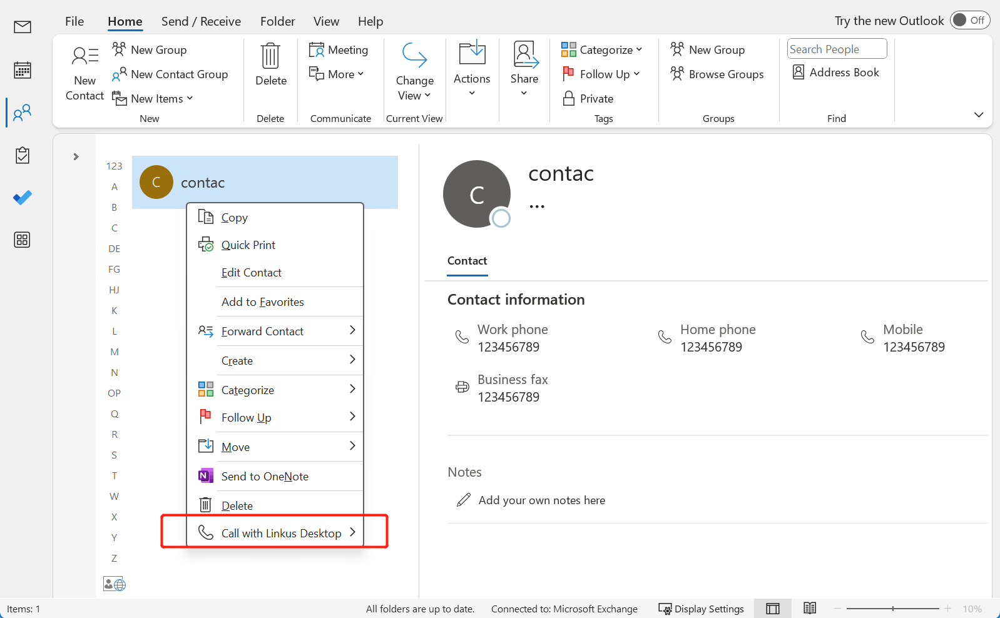 File Home Send / Receive Folder View Help
Try the new Outlook Off
New Contact
New Group
New Contact Group
New Items
New
Delete
Delete
Meeting
More
Communicate
Change View
Current View
Actions
Share
Categorize
Follow Up
Private
Tags
New Group
Browse Groups
Groups
Search People
Address Book
Find
123
A
B
C
DE
FG
HJ
K
L
M
N
OP
Q
R
S
T
W
X
Y
Z
C contac
Copy
Quick Print
Edit Contact
Add to Favorites
Forward Contact
Create
Categorize
Follow Up
Move
Send to OneNote
Delete
Call with Linkus Desktop
C
contac
...
Contact
Contact information
Work phone
123456789
Home phone
123456789
Mobile
123456789
Business fax
123456789
Notes
Add your own notes here
Items: 1
All folders are up to date.
Connected to: Microsoft Exchange
Display Settings
10%